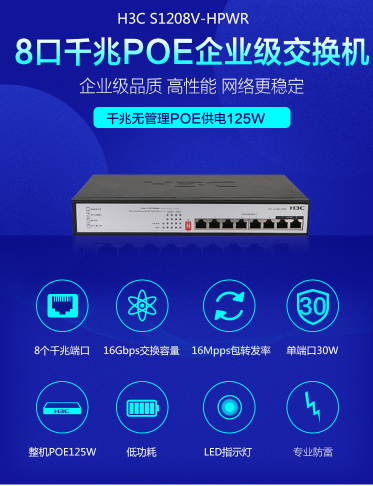 H3C S1208V-HPWR
8口千兆POE企业级交换机
企业级品质 高性能 网络更稳定
千兆无管理POE供电125W
H3C
H3C
8个千兆端口
16Gbps交换容量
16Mpps包转发率
30
单端口30W
H3C
整机POE125W
低功耗
LED指示灯
专业防雷